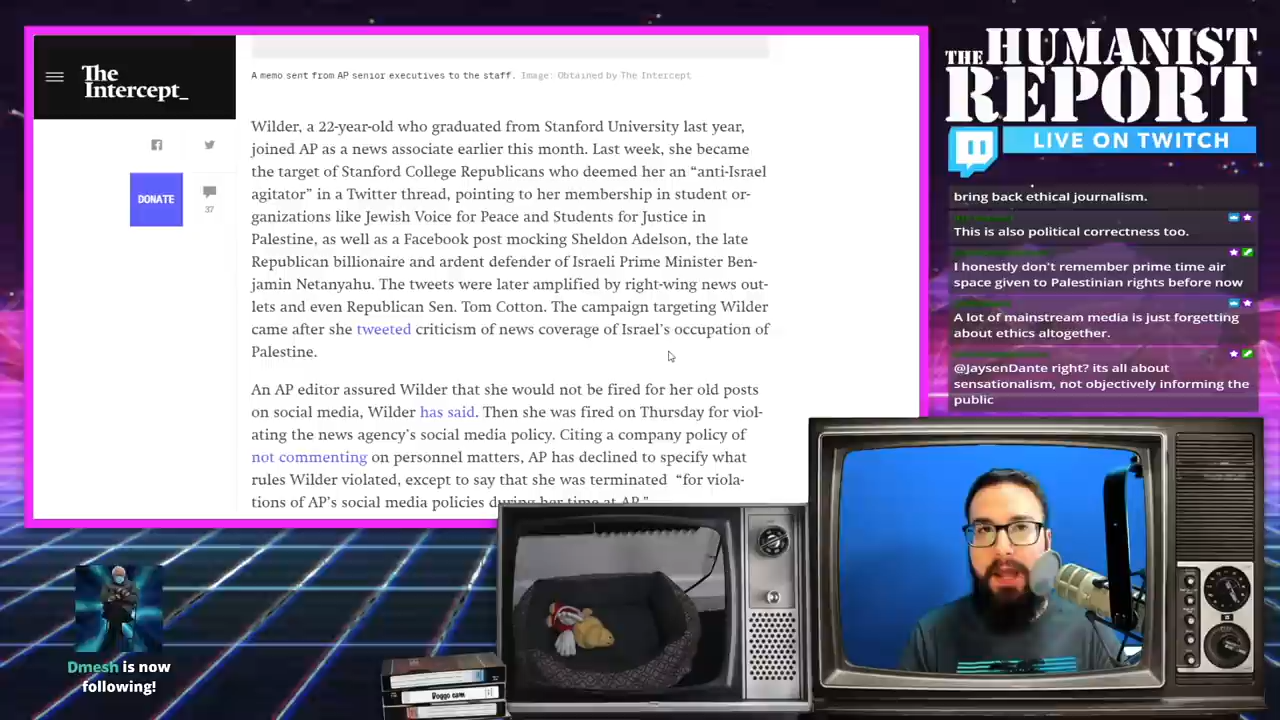 The
Intercept_
DONATE
37
A memo sent from AP senior executives to the staff. Image: Obtained by The Intercept
Wilder, a 22-year-old who graduated from Stanford University last year,
joined AP as a news ssociate earlier this month. Last week, she became
the target of Stanford College Republicans who deemed her an “anti-Israel
agitator” in a Twitter thread, pointing to her membership in student or-
ganizations like Jewish Voice for Peace and Students for Justice in
Palestine, as well as a Facebook post mocking Sheldon Adelson, the late
Republican billionaire and ardent defender of Israeli Prime Minister Ben-
jamin Netanyahu. The tweets were later amplified by right-wing news out-
lets and even Republican Sen. Tom Cotton. The campaign targeting Wilder
came after she tweeted criticism of news coverage of Israel’s occupation of
Palestine.
An AP editor assured Wilder that she would not be fired for her old posts
on social media, Wilder has said. Then she was fired on Thursday for viol-
ating the news agency’s social media policy. Citing a company policy of
not commenting on personnel matters, AP has declined to specify what
rules Wilder violated, except to say that she was terminated “for viola-
tions of AP’s social media policies during her time at AP.”
THE HUMANIST
REPORT
LIVE ON TWITCH
bring back ethical journalism.
This is also political correctness too.
I honestly don't remember prime time air
space given to Palestinian rights before now
A lot of mainstream media is just forgetting
about ethics altogether.
@JaysenDante right? its all about
sensationalism, not objectively informing the
public
Dmesh is now
following!
Doggo cam